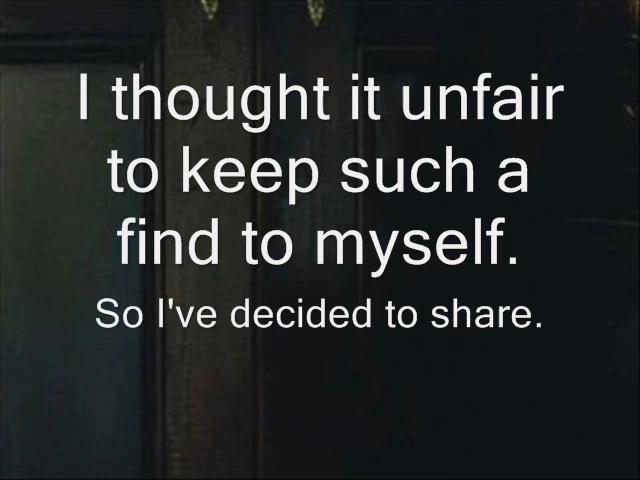 I thought it unfair
to keep such a
find to myself.
So I've decided to share.